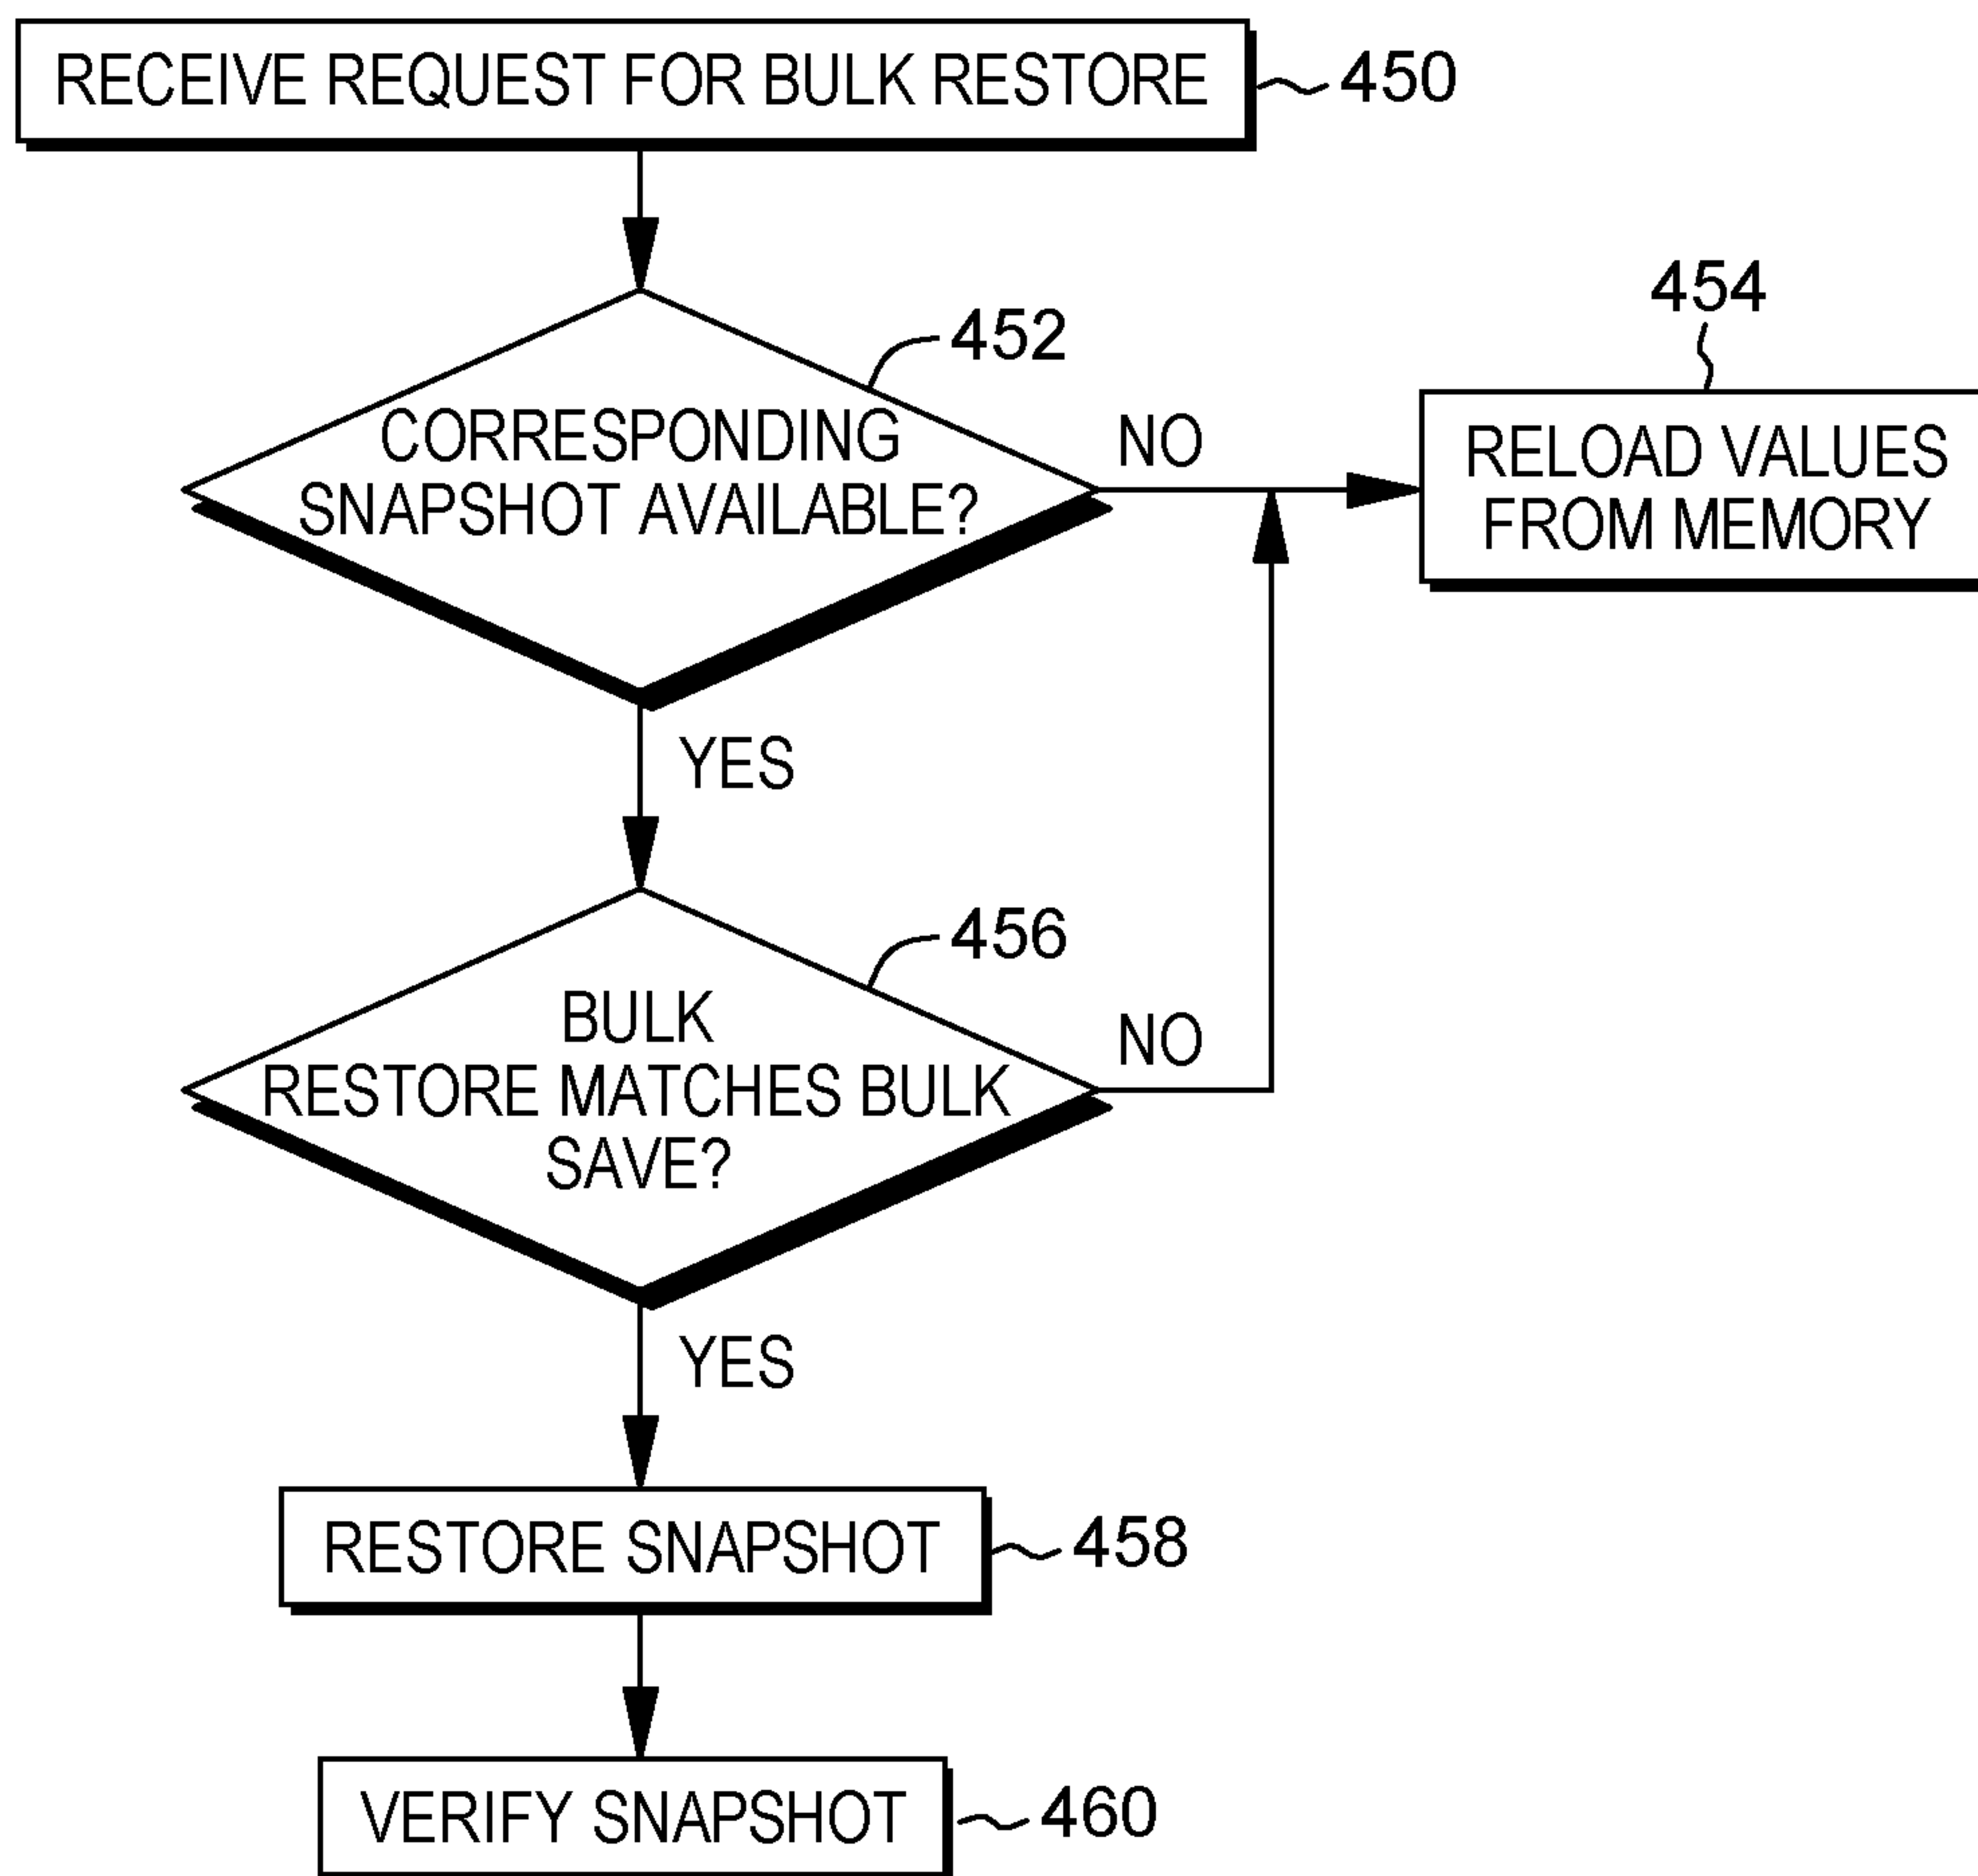 RECEIVE REQUEST FOR BULK RESTORE
450
452
CORRESPONDING
SNAPSHOT AVAILABLE?
NO
454
RELOAD VALUES
FROM MEMORY
YES
456
BULK
RESTORE MATCHES BULK
SAVE?
NO
YES
RESTORE SNAPSHOT
458
VERIFY SNAPSHOT
460